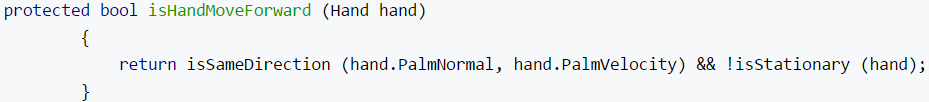 protected bool isHandMoveForward (Hand hand)
{
return isSameDirection (hand.PalmNormal, hand.PalmVelocity) && !isStationary (hand);
}